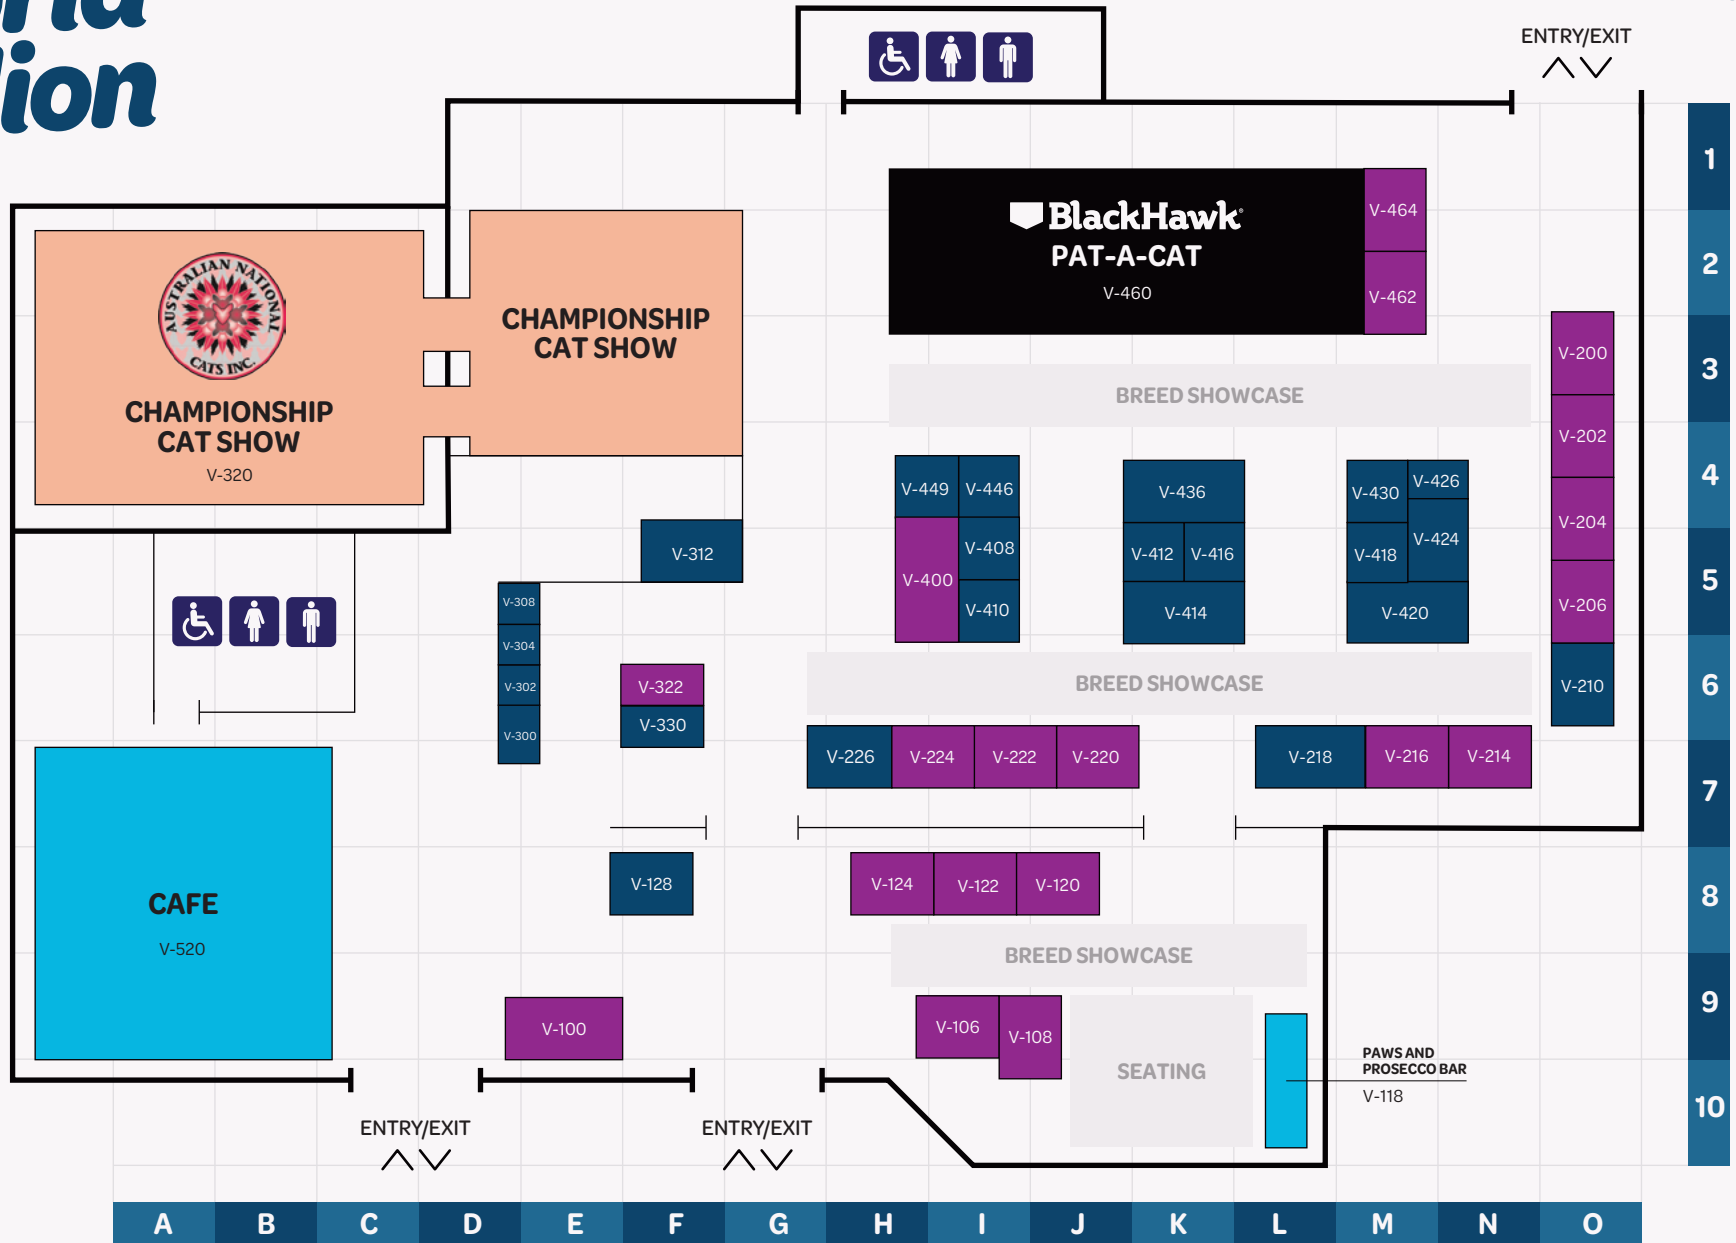 ion
ENTRY/EXIT
AUSTRALIAN NATIONAL
CATS INC.
CHAMPIONSHIP
CAT SHOW
V-320
CHAMPIONSHIP
CAT SHOW
BlackHawk
PAT-A-CAT
V-460
V-464
V-462
BREED SHOWCASE
V-200
V-202
V-204
V-206
V-210
V-449
V-446
V-400
V-408
V-410
V-436
V-412
V-416
V-414
V-430
V-426
V-418
V-424
V-420
V-312
V-308
V-304
V-302
V-300
V-322
V-330
BREED SHOWCASE
V-226
V-224
V-222
V-220
V-218
V-216
V-214
CAFE
V-520
V-128
V-124
V-122
V-120
BREED SHOWCASE
V-100
V-106
V-108
SEATING
PAWS AND
PROSECCO BAR
V-118
ENTRY/EXIT
ENTRY/EXIT
1
2
3
4
5
6
7
8
9
10
A B C D E F G H I J K L M N O